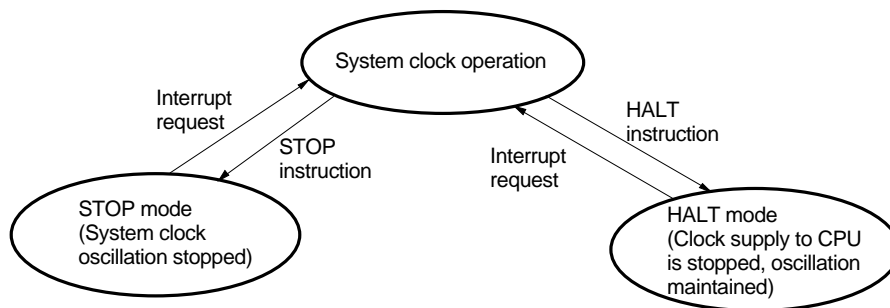 System clock operation
Interrupt
request
STOP
instruction
HALT
instruction
Interrupt
request
STOP mode
(System clock
oscillation stopped)
HALT mode
(Clock supply to CPU
is stopped, oscillation
maintained)